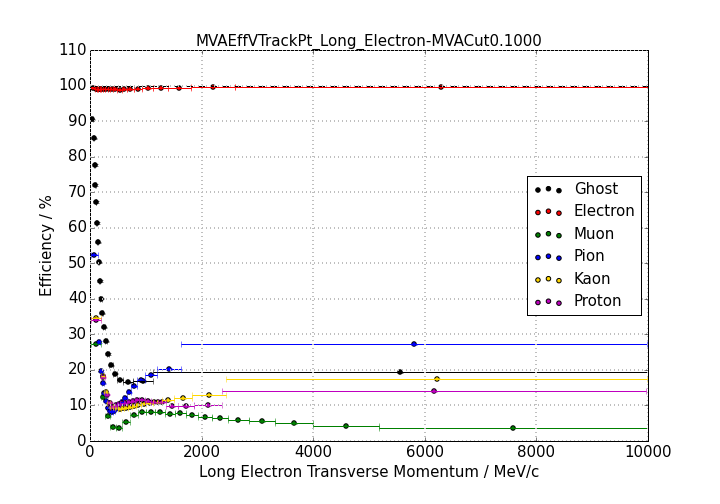 MVAEffVTrackPt_Long_Electron-MVACut0.1000
110
100
90
80
70
60
50
40
30
20
10
0
Efficiency / %
Ghost
Electron
Muon
Pion
Kaon
Proton
0 2000 4000 6000 8000 10000
Long Electron Transverse Momentum / MeV/c